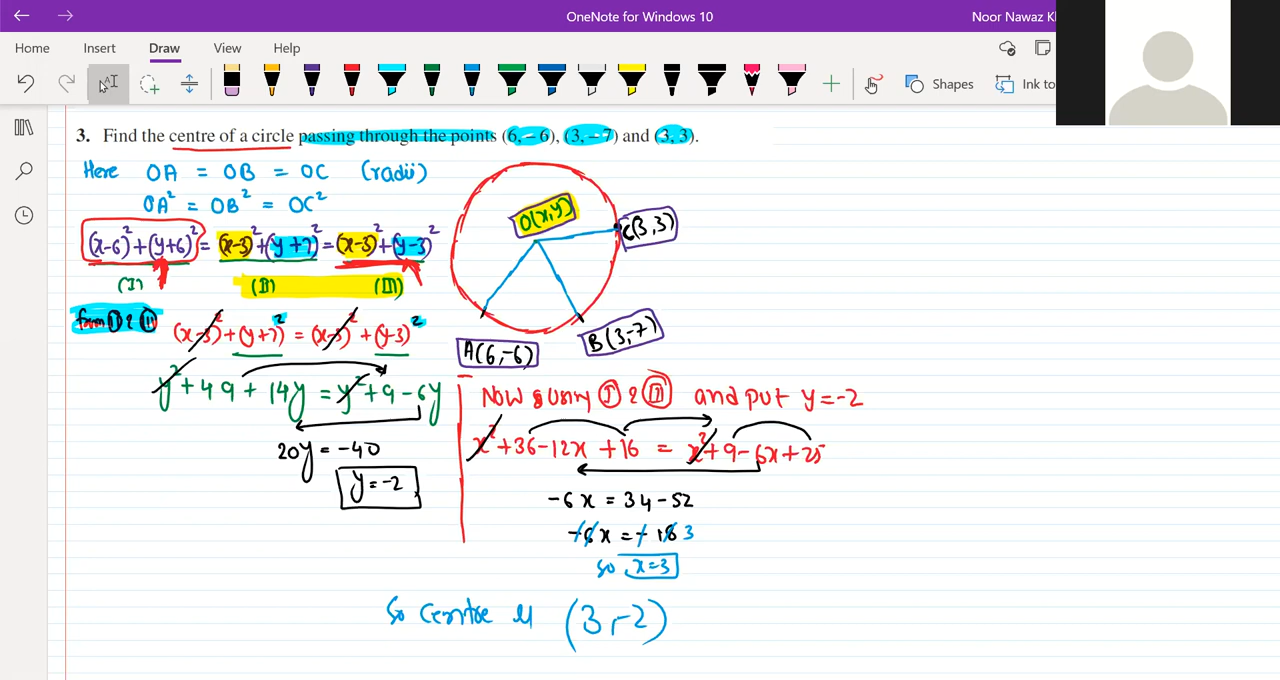 OneNote for Windows 10
Noor Nawaz Kh
Home Insert Draw View Help
Shapes
Ink to
3. Find the centre of a circle passing through the points (6, – 6), (3, – 7) and (3, 3).
Here OA = OB = OC (radii)
OA² = OB² = OC²
(x-6)²+(y+6)² = (x-3)²+(y+7)² = (x-3)²+(y-3)²
(I) (II) (III)
O(x,y)
C(3,3)
B(3,-7)
A(6,-6)
from II & III
(x-3)²+(y+7)² = (x-3)²+(y-3)²
y²+49+14y = y²+9-6y
20y = -40
y=-2
Now using I & III and put y=-2
x²+36-12x+16 = x²+9-6x+25
-6x = 34-52
-6x = -18 3
so x=3
So centre is (3,-2)